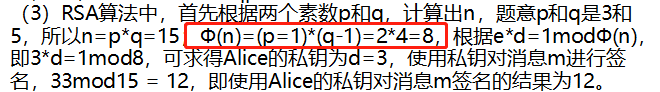 （3）RSA算法中，首先根据两个素数p和q，计算出n，题意p和q是3和
5，所以n=p*q=15，Φ(n)=(p=1)*(q-1)=2*4=8，根据e*d=1modΦ(n)，
即3*d=1mod8，可求得Alice的私钥为d=3，使用私钥对消息m进行签
名，33mod15 = 12，即使用Alice的私钥对消息m签名的结果为12。